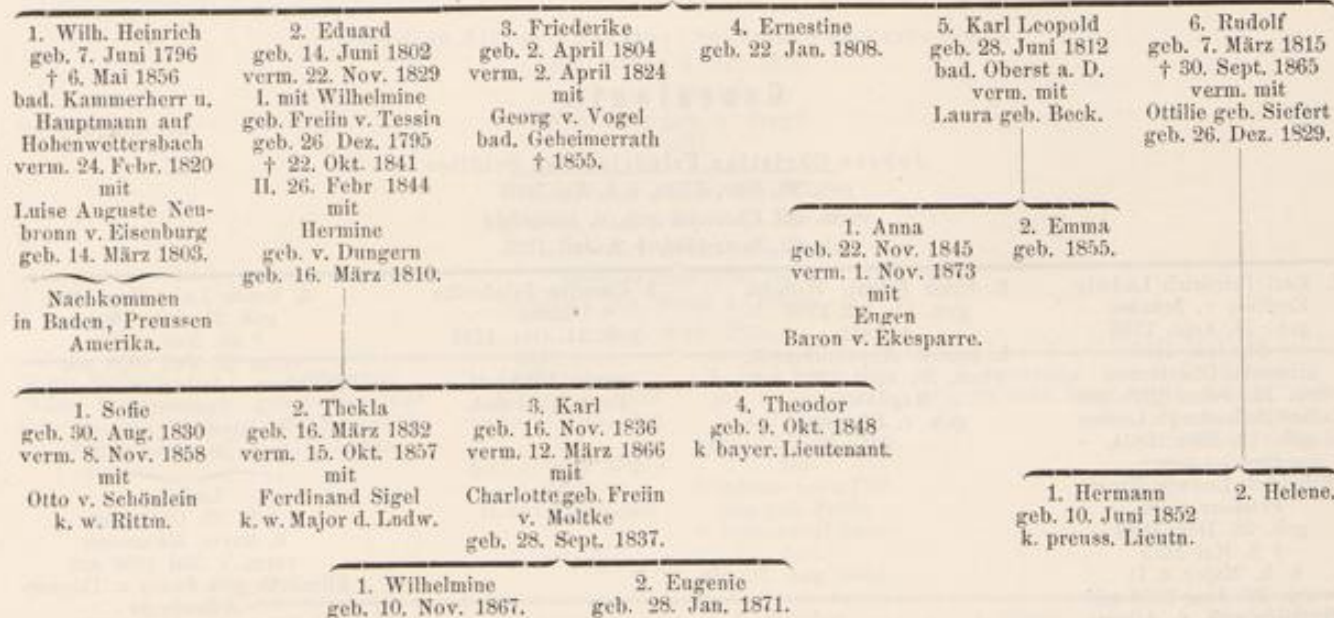 1. Wilh. Heinrich
geb. 7. Juni 1796
† 6. Mai 1856
bad. Kammerherr u.
Hauptmann auf
Hohenwettersbach
verm. 24. Febr. 1820
mit
Luise Auguste Neu-
bronn v. Eisenburg
geb. 14. März 1803.
Nachkommen
in Baden, Preussen
Amerika.
2. Eduard
geb. 14. Juni 1802
verm. 22. Nov. 1829
I. mit Wilhelmine
geb. Freiin v. Tessin
geb. 26 Dez. 1795
† 22. Okt. 1841
II. 26. Febr 1844
mit
Hermine
geb. v. Dungern
geb. 16. März 1810.
3. Friederike
geb. 2. April 1804
verm. 2. April 1824
mit
Georg v. Vogel
bad. Geheimerrath
† 1855.
4. Ernestine
geb. 22 Jan. 1808.
5. Karl Leopold
geb. 28. Juni 1812
bad. Oberst a. D.
verm. mit
Laura geb. Beck.
6. Rudolf
geb. 7. März 1815
† 30. Sept. 1865
verm. mit
Ottilie geb. Siefert
geb. 26. Dez. 1829.
1. Anna
geb. 22. Nov. 1845
verm. 1. Nov. 1873
mit
Eugen
Baron v. Ekesparre.
2. Emma
geb. 1855.
1. Sofie
geb. 30. Aug. 1830
verm. 8. Nov. 1858
mit
Otto v. Schönlein
k. w. Rittm.
2. Thekla
geb. 16. März 1832
verm. 15. Okt. 1857
mit
Ferdinand Sigel
k. w. Major d. Lndw.
3. Karl
geb. 16. Nov. 1836
verm. 12. März 1866
mit
Charlotte geb. Freiin
v. Moltke
geb. 28. Sept. 1837.
4. Theodor
geb. 9. Okt. 1848
k bayer. Lieutenant.
1. Hermann
geb. 10. Juni 1852
k. preuss. Lieutn.
2. Helene.
1. Wilhelmine
geb. 10. Nov. 1867.
2. Eugenie
geb. 28. Jan. 1871.